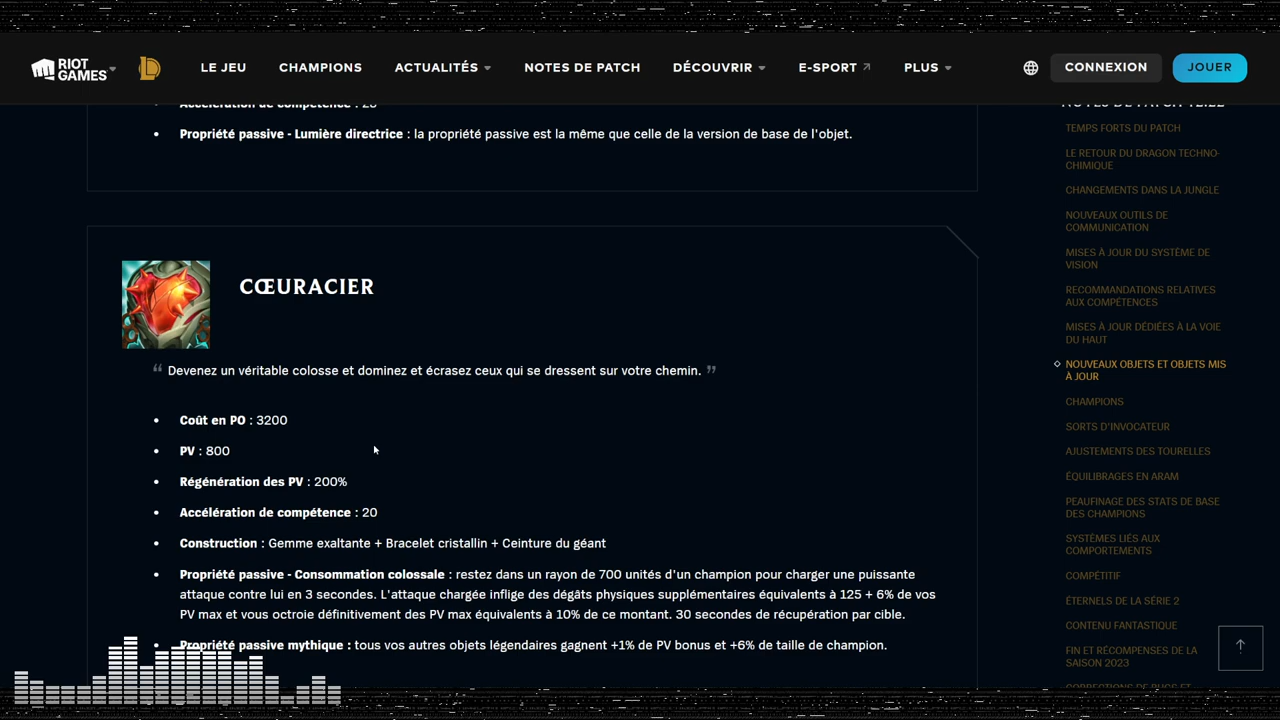 RIOT GAMES
LE JEU
CHAMPIONS
ACTUALITÉS
NOTES DE PATCH
DÉCOUVRIR
E-SPORT
PLUS
CONNEXION
JOUER
Accélération de compétence : 20
• Propriété passive - Lumière directrice : la propriété passive est la même que celle de la version de base de l'objet.
CŒURACIER
“ Devenez un véritable colosse et dominez et écrasez ceux qui se dressent sur votre chemin. ”
• Coût en PO : 3200
• PV : 800
• Régénération des PV : 200%
• Accélération de compétence : 20
• Construction : Gemme exaltante + Bracelet cristallin + Ceinture du géant
• Propriété passive - Consommation colossale : restez dans un rayon de 700 unités d'un champion pour charger une puissante
attaque contre lui en 3 secondes. L'attaque chargée inflige des dégâts physiques supplémentaires équivalents à 125 + 6% de vos
PV max et vous octroie définitivement des PV max équivalents à 10% de ce montant. 30 secondes de récupération par cible.
• Propriété passive mythique : tous vos autres objets légendaires gagnent +1% de PV bonus et +6% de taille de champion.
NOTES DE PATCH
TEMPS FORTS DU PATCH
LE RETOUR DU DRAGON TECHNO-
CHIMIQUE
CHANGEMENTS DANS LA JUNGLE
NOUVEAUX OUTILS DE
COMMUNICATION
MISES À JOUR DU SYSTÈME DE
VISION
RECOMMANDATIONS RELATIVES
AUX COMPÉTENCES
MISES À JOUR DÉDIÉES À LA VOIE
DU HAUT
NOUVEAUX OBJETS ET OBJETS MIS
À JOUR
CHAMPIONS
SORTS D'INVOCATEUR
AJUSTEMENTS DES TOURELLES
ÉQUILIBRAGES EN ARAM
PEAUFINAGE DES STATS DE BASE
DES CHAMPIONS
SYSTÈMES LIÉS AUX
COMPORTEMENTS
COMPÉTITIF
ÉTERNELS DE LA SÉRIE 2
CONTENU FANTASTIQUE
FIN ET RÉCOMPENSES DE LA
SAISON 2023
CORRECTIONS DE BUGS ET